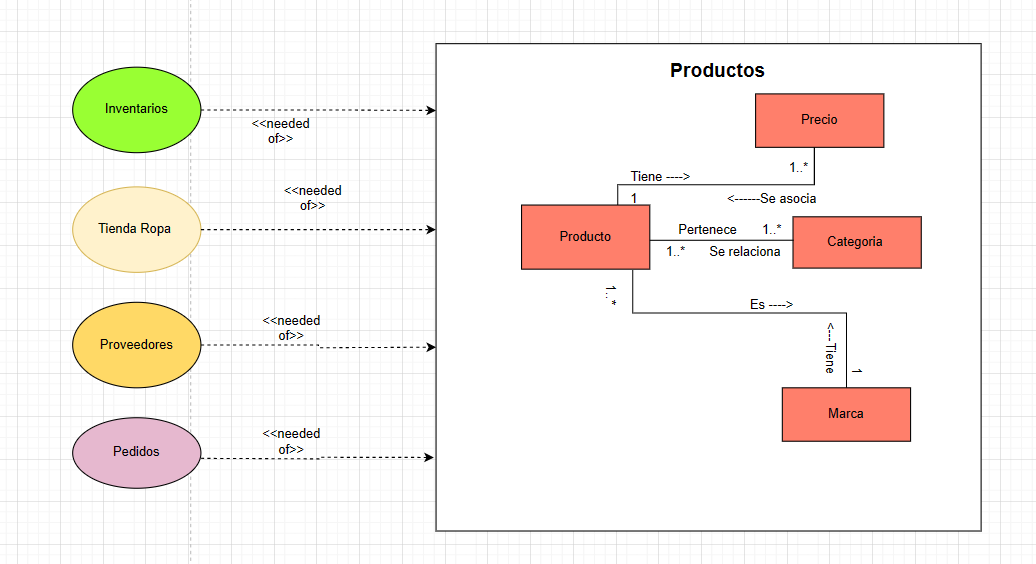 Productos
Inventarios
<<needed
of>>
Tienda Ropa
<<needed
of>>
Proveedores
<<needed
of>>
Pedidos
<<needed
of>>
Precio
1..*
Tiene ---->
1
<------Se asocia
Producto
Pertenece
1..*
1..*
Se relaciona
Categoria
1..*
Es ---->
<--- Tiene
1
Marca